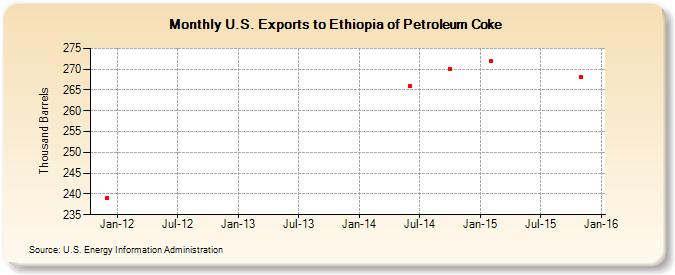 Monthly U.S. Exports to Ethiopia of Petroleum Coke
Thousand Barrels
275
270
265
260
255
250
245
240
235
Jan-12 Jul-12 Jan-13 Jul-13 Jan-14 Jul-14 Jan-15 Jul-15 Jan-16
Source: U.S. Energy Information Administration